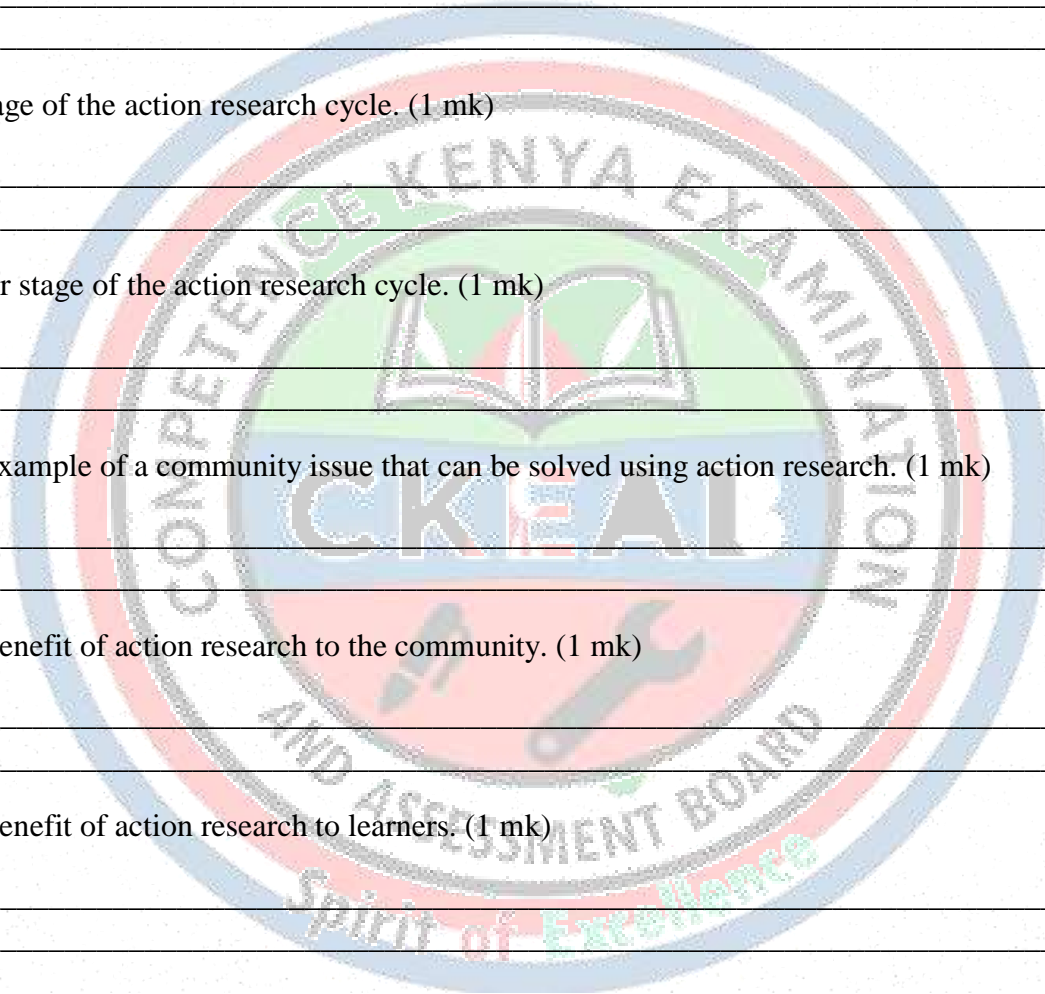 age of the action research cycle. (1 mk)
r stage of the action research cycle. (1 mk)
xample of a community issue that can be solved using action research. (1 mk)
enefit of action research to the community. (1 mk)
enefit of action research to learners. (1 mk)
COMPETENCE KENYA EXAMINATION
CKEAB
AND ASSESSMENT BOARD
Spirit of Excellence